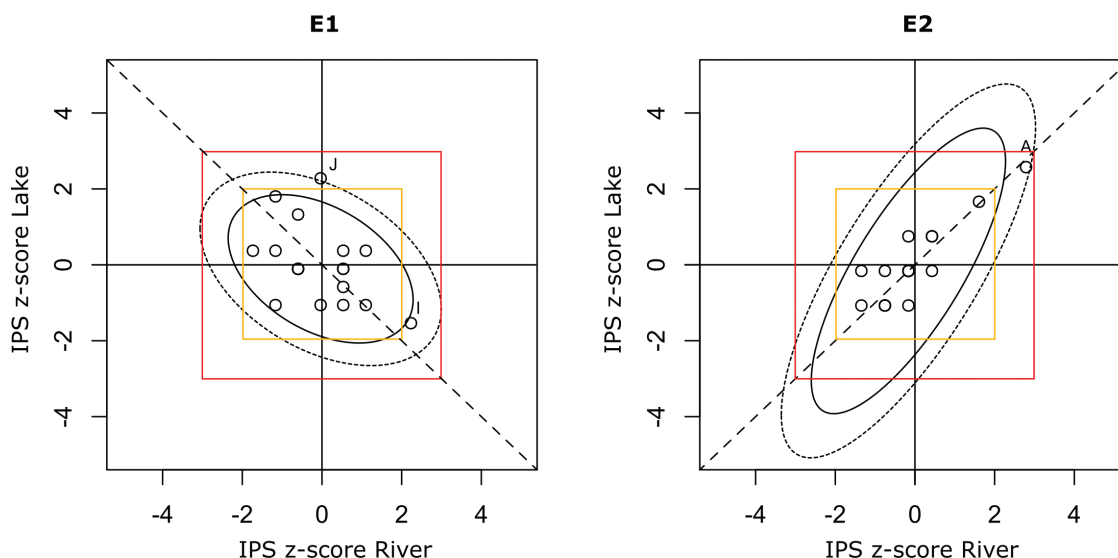 E1
E2
IPS z-score Lake
4
2
0
-2
-4
J
I
-4 -2 0 2 4
IPS z-score River
IPS z-score Lake
4
2
0
-2
-4
A
-4 -2 0 2 4
IPS z-score River